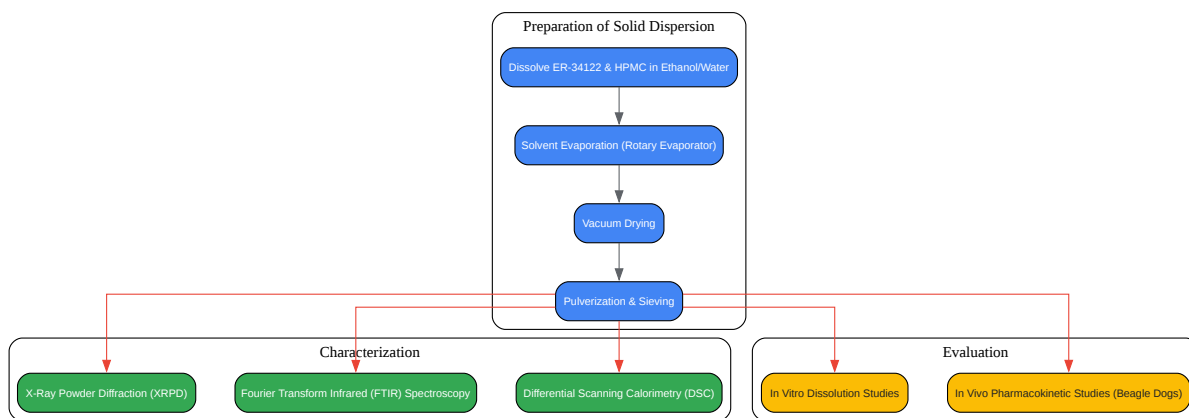 Preparation of Solid Dispersion
Dissolve ER-34122 & HPMC in Ethanol/Water
Solvent Evaporation (Rotary Evaporator)
Vacuum Drying
Pulverization & Sieving
Characterization
X-Ray Powder Diffraction (XRPD)
Fourier Transform Infrared (FTIR) Spectroscopy
Differential Scanning Calorimetry (DSC)
Evaluation
In Vitro Dissolution Studies
In Vivo Pharmacokinetic Studies (Beagle Dogs)